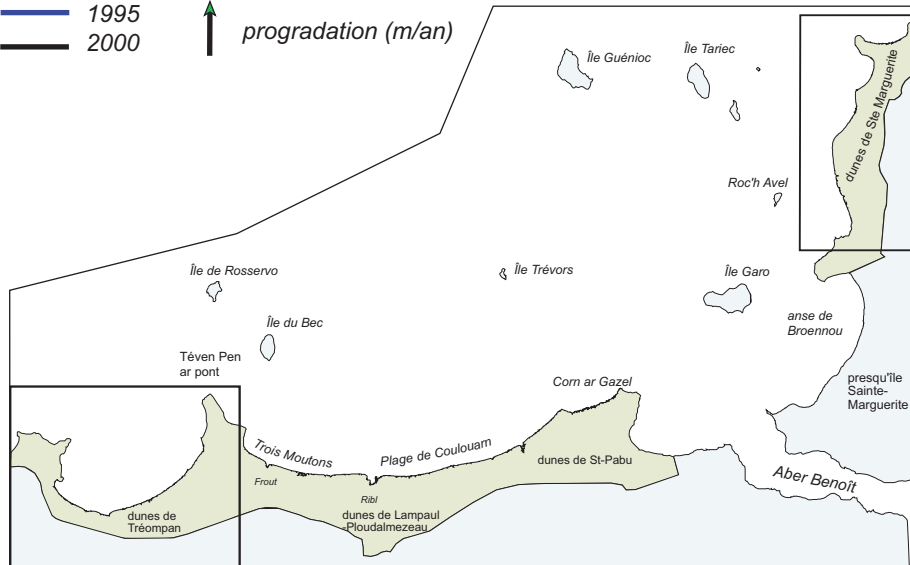 1995
2000
progradation (m/an)
Île Guénioc
Île Tariec
dunes de Ste Marguerite
Roc'h Avel
Île de Rosservo
Île Trévors
Île Garo
Île du Bec
anse de
Broennou
Téven Pen
ar pont
Corn ar Gazel
presqu'île
Sainte-
Marguerite
Trois Moutons
Plage de Coulouarn
dunes de St-Pabu
Aber Benoît
Frout
Ribl
dunes de
Tréompan
dunes de Lampaul
-Ploudalmezeau